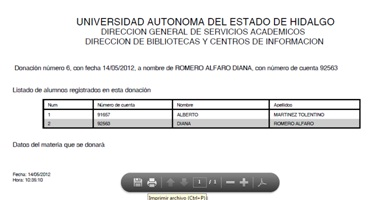 UNIVERSIDAD AUTONOMA DEL ESTADO DE HIDALGO
DIRECCION GENERAL DE SERVICIOS ACADEMICOS
DIRECCION DE BIBLIOTECAS Y CENTROS DE INFORMACION
Donación número 6, con fecha 14/05/2012, a nombre de ROMERO ALFARO DIANA, con número de cuenta 92563
Listado de alumnos registrados en esta donación
Num Número de cuenta Nombre Apellidos
1 91657 ALBERTO MARTINEZ TOLENTINO
2 92563 DIANA ROMERO ALFARO
Datos del materia que se donará
Fecha: 14/05/2012
Hora: 10:36:10
1 / 1
Imprimir archivo (Ctrl+P)